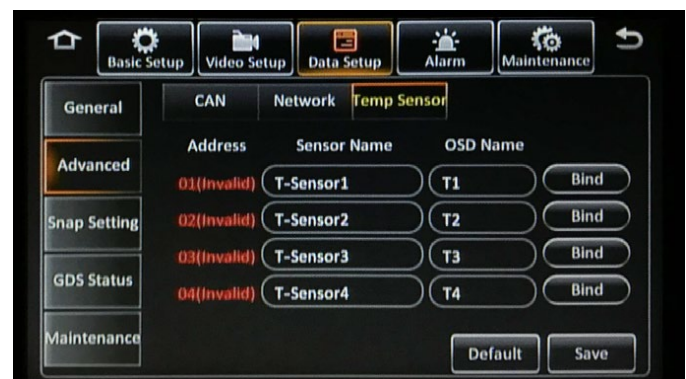 Basic Setup Video Setup Data Setup Alarm Maintenance
General CAN Network Temp Sensor
Address Sensor Name OSD Name
Advanced
01(Invalid) T-Sensor1 T1 Bind
Snap Setting 02(Invalid) T-Sensor2 T2 Bind
03(Invalid) T-Sensor3 T3 Bind
GDS Status
04(Invalid) T-Sensor4 T4 Bind
Maintenance
Default Save